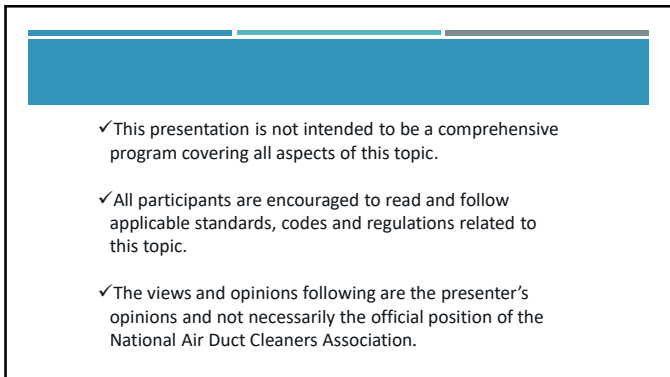 ✓This presentation is not intended to be a comprehensive
program covering all aspects of this topic.
✓All participants are encouraged to read and follow
applicable standards, codes and regulations related to
this topic.
✓The views and opinions following are the presenter’s
opinions and not necessarily the official position of the
National Air Duct Cleaners Association.